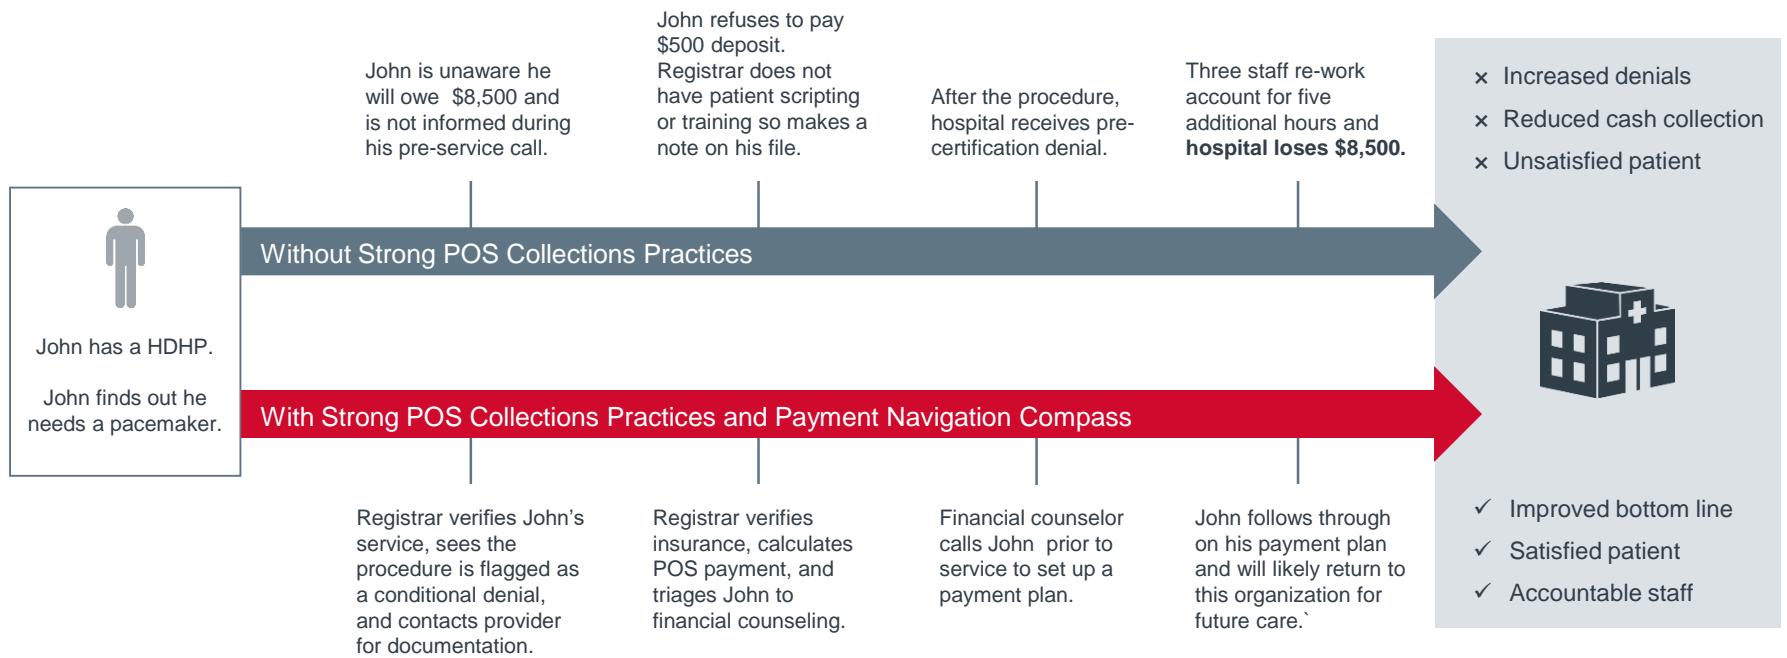 John has a HDHP.
John finds out he
needs a pacemaker.
John is unaware he
will owe  $8,500 and
is not informed during
his pre-service call.
John refuses to pay
$500 deposit.
Registrar does not
have patient scripting
or training so makes a
note on his file.
After the procedure,
hospital receives pre-
certification denial.
Three staff re-work
account for five
additional hours and
hospital loses $8,500.
Without Strong POS Collections Practices
× Increased denials
× Reduced cash collection
× Unsatisfied patient
With Strong POS Collections Practices and Payment Navigation Compass
Registrar verifies John’s
service, sees the
procedure is flagged as
a conditional denial,
and contacts provider
for documentation.
Registrar verifies
insurance, calculates
POS payment, and
triages John to
financial counseling.
Financial counselor
calls John  prior to
service to set up a
payment plan.
John follows through
on his payment plan
and will likely return to
this organization for
future care.`
✓ Improved bottom line
✓ Satisfied patient
✓ Accountable staff